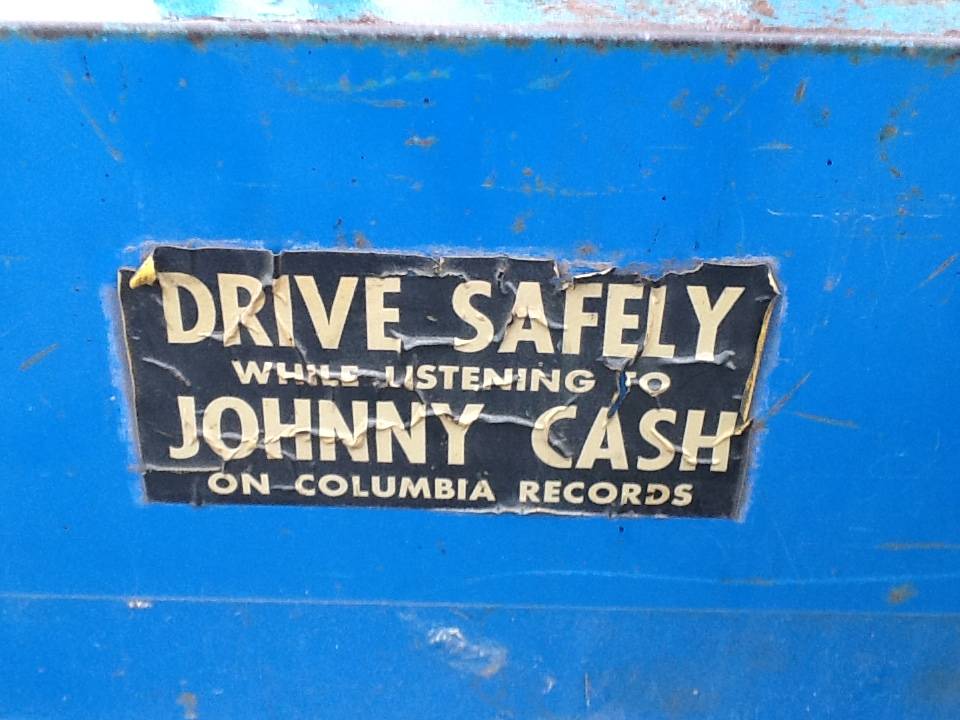 DRIVE SAFELY
WHILE LISTENING TO
JOHNNY CASH
ON COLUMBIA RECORDS